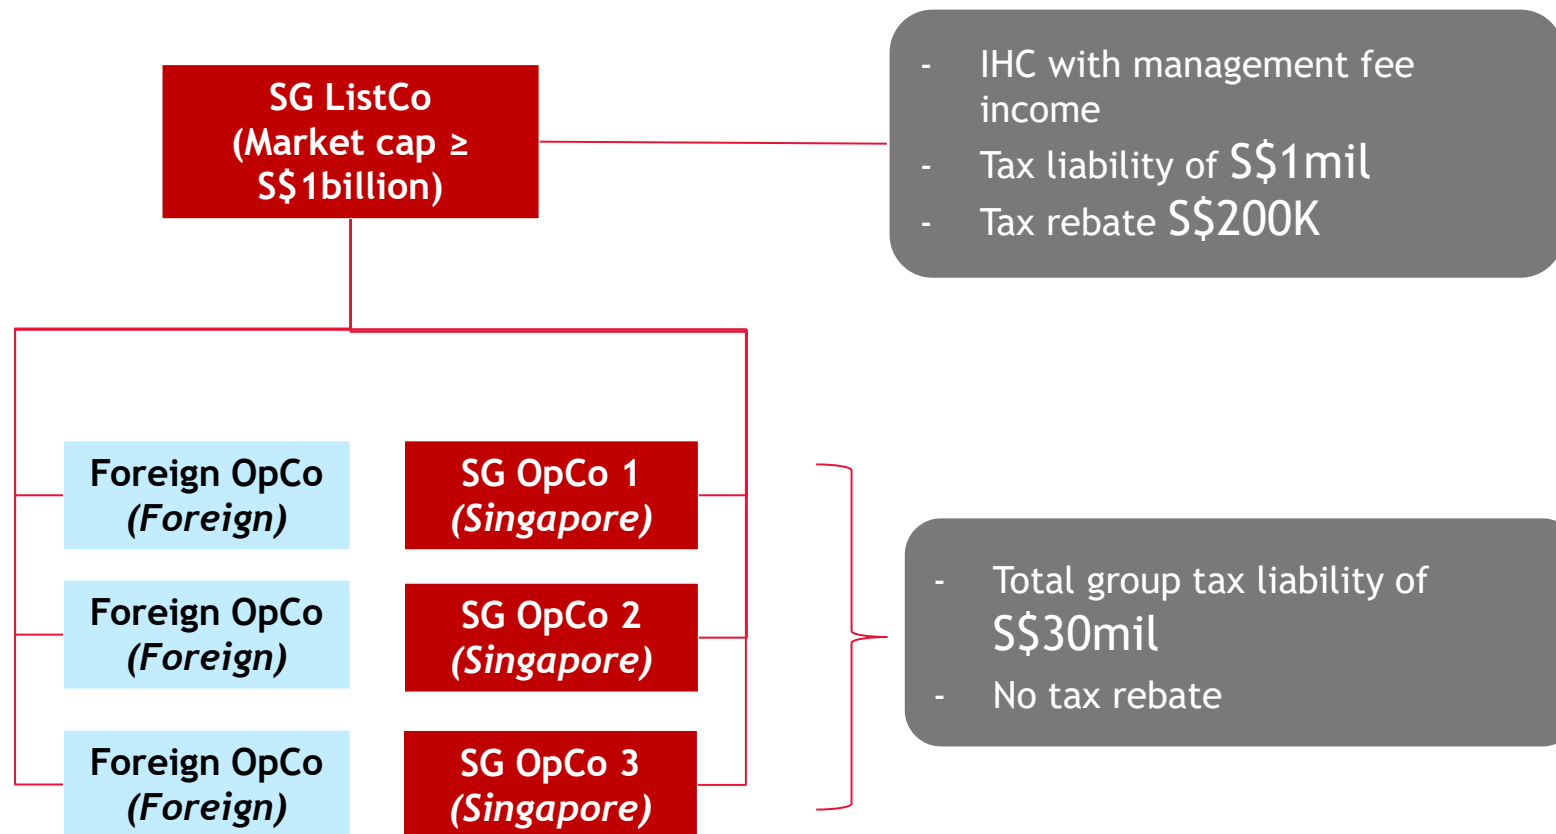 SG ListCo
(Market cap ≥
S$1billion)
- IHC with management fee
income
- Tax liability of S$1mil
- Tax rebate S$200K
Foreign OpCo
(Foreign)
SG OpCo 1
(Singapore)
Foreign OpCo
(Foreign)
SG OpCo 2
(Singapore)
Foreign OpCo
(Foreign)
SG OpCo 3
(Singapore)
- Total group tax liability of
S$30mil
- No tax rebate